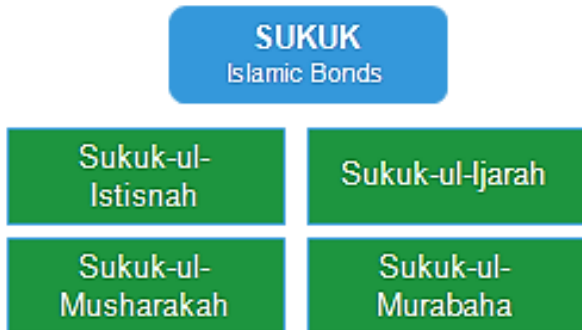 SUKUK
Islamic Bonds
Sukuk-ul-
Istisnah
Sukuk-ul-Ijarah
Sukuk-ul-
Musharakah
Sukuk-ul-
Murabaha